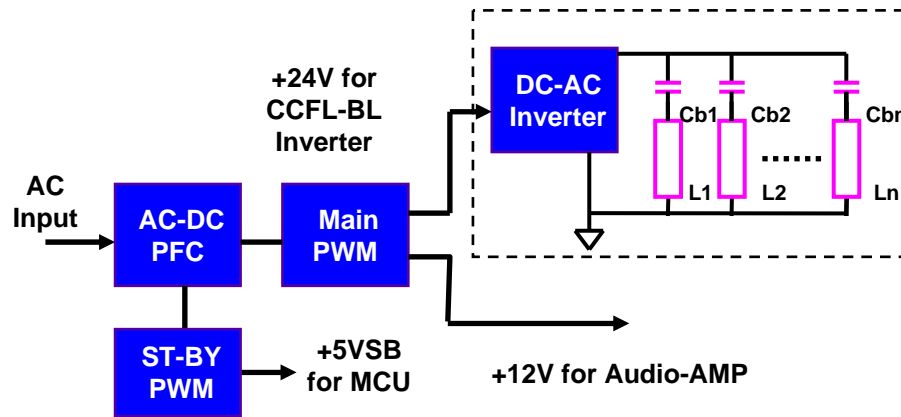 +24V for
CCFL-BL
Inverter
DC-AC
Inverter
Cb1
Cb2
Cbn
L1
L2
Ln
AC
Input
AC-DC
PFC
Main
PWM
ST-BY
PWM
+5VSB
for MCU
+12V for Audio-AMP